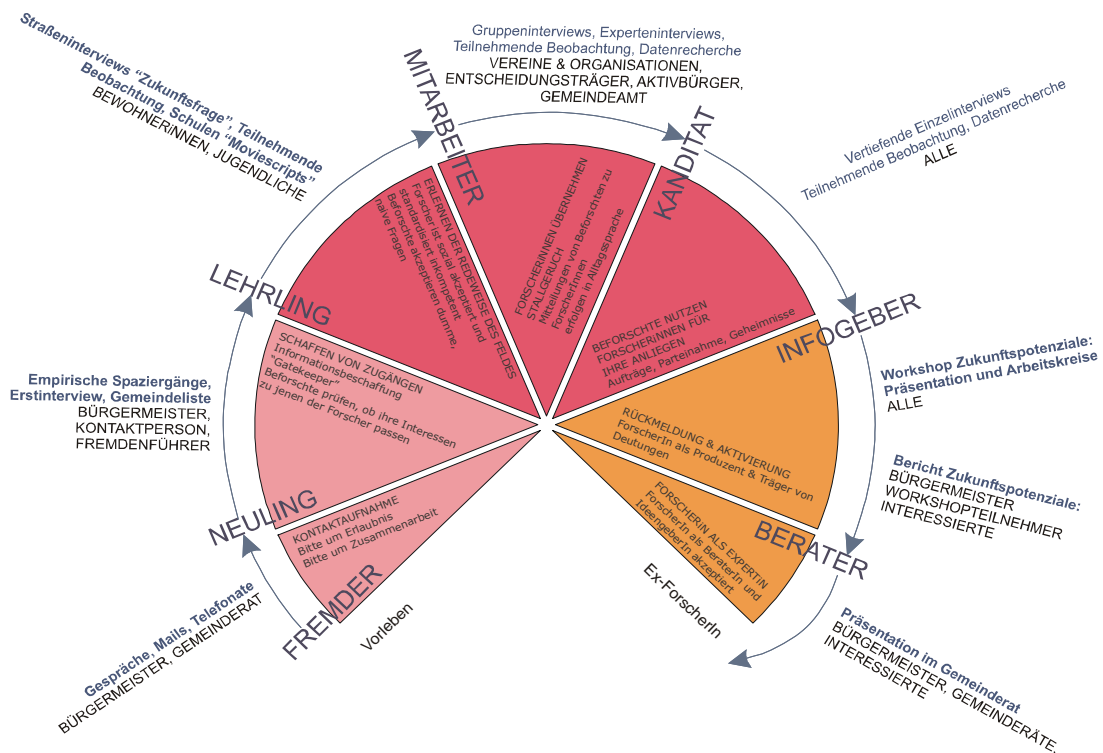 Straßeninterviews “Zukunftsfrage”, Teilnehmende
Beobachtung, Schulen “Moviescripts”
BEWOHNERiNNEN, JUGENDLICHE
Gruppeninterviews, Experteninterviews,
Teilnehmende Beobachtung, Datenrecherche
VEREINE & ORGANISATIONEN,
ENTSCHEIDUNGSTRÄGER, AKTIVBÜRGER,
GEMEINDEAMT
Vertiefende Einzelinterviews
Teilnehmende Beobachtung, Datenrecherche
ALLE
MITARBEITER
KANDITAT
LEHRLING
INFOGEBER
NEULING
BERATER
FREMDER
ERLERNEN DER REDEWEISE DES FELDES
Forscher ist sozial akzeptiert und
standardisiert inkompetent
Beforschte akzeptieren dumme,
naive Fragen
FORSCHERiNNEN ÜBERNEHMEN
STALLGERUCH
Mitteilungen von Beforschten zu
ForscherInnen
erfolgen in Alltagssprache
BEFORSCHTE NUTZEN
FORSCHERiNNEN FÜR
IHRE ANLIEGEN
Aufträge, Parteinahme, Geheimnisse
SCHAFFEN VON ZUGÄNGEN
Informationsbeschaffung
“Gatekeeper”
Beforschte prüfen, ob ihre Interessen
zu jenen der Forscher passen
RÜCKMELDUNG & AKTIVIERUNG
ForscherIn als Produzent & Träger von
Deutungen
KONTAKTAUFNAHME
Bitte um Erlaubnis
Bitte um Zusammenarbeit
FORSCHERiN ALS EXPERTiN
ForscherIn als BeraterIn und
IdeengeberIn akzeptiert
Empirische Spaziergänge,
Erstinterview, Gemeindeliste
BÜRGERMEISTER,
KONTAKTPERSON,
FREMDENFÜHRER
Workshop Zukunftspotenziale:
Präsentation und Arbeitskreise
ALLE
Bericht Zukunftspotenziale:
BÜRGERMEISTER
WORKSHOPTEILNEHMER
INTERESSIERTE
Gespräche, Mails, Telefonate
BÜRGERMEISTER, GEMEINDERAT
Vorleben
Ex-ForscherIn
Präsentation im Gemeinderat
BÜRGERMEISTER, GEMEINDERÄTE,
INTERESSIERTE